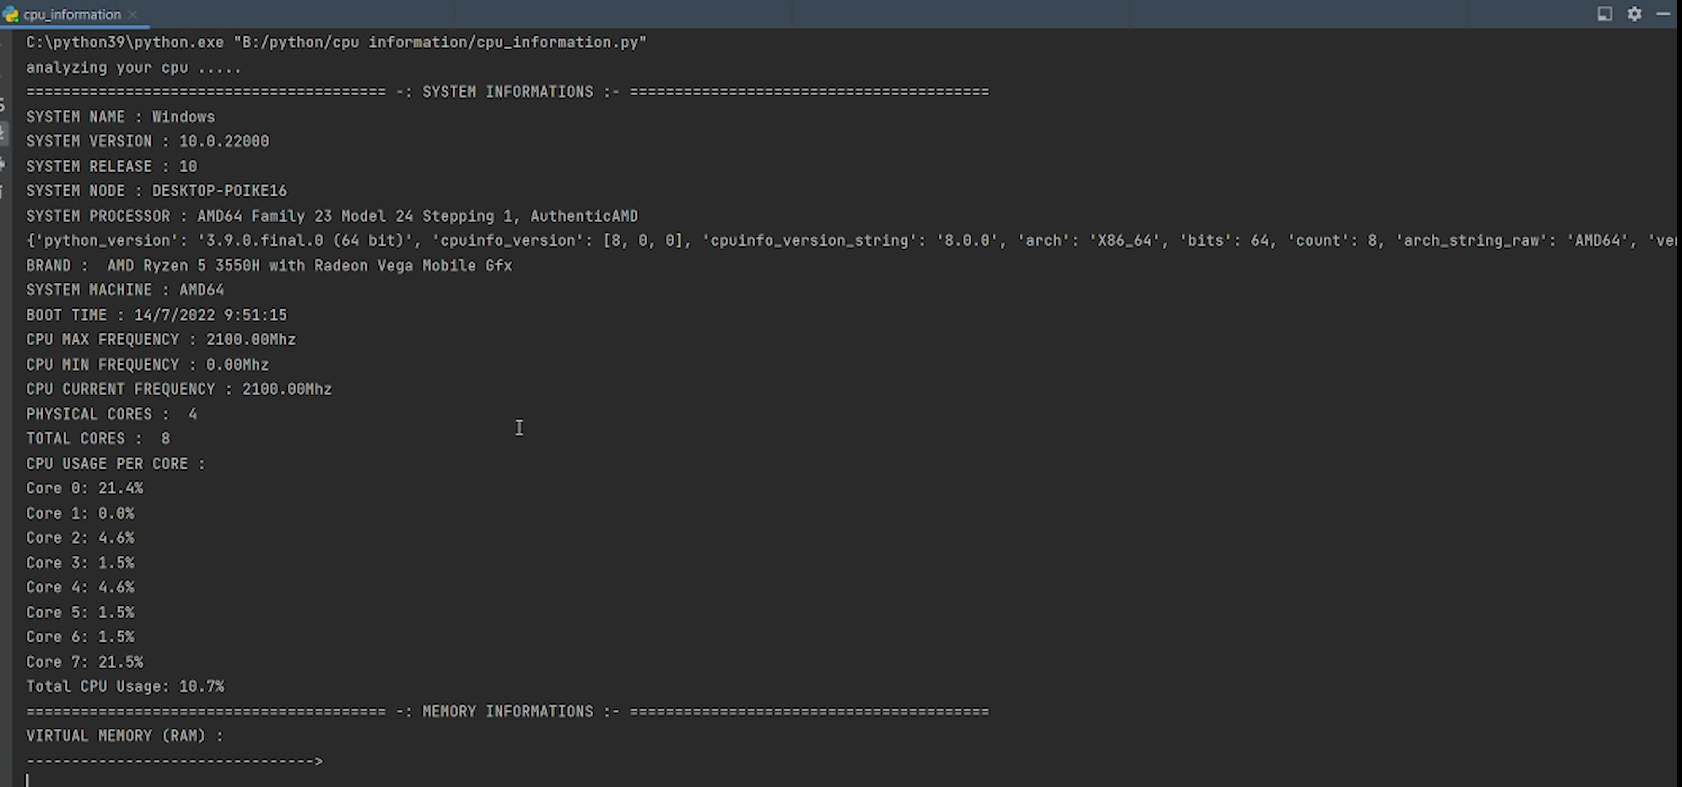 cpu_information
C:\python39\python.exe "B:/python/cpu information/cpu_information.py"
analyzing your cpu .....
======================================== -: SYSTEM INFORMATIONS :- ========================================
SYSTEM NAME : Windows
SYSTEM VERSION : 10.0.22000
SYSTEM RELEASE : 10
SYSTEM NODE : DESKTOP-POIKE16
SYSTEM PROCESSOR : AMD64 Family 23 Model 24 Stepping 1, AuthenticAMD
{'python_version': '3.9.0.final.0 (64 bit)', 'cpuinfo_version': [8, 0, 0], 'cpuinfo_version_string': '8.0.0', 'arch': 'X86_64', 'bits': 64, 'count': 8, 'arch_string_raw': 'AMD64',
BRAND :  AMD Ryzen 5 3550H with Radeon Vega Mobile Gfx
SYSTEM MACHINE : AMD64
BOOT TIME : 14/7/2022 9:51:15
CPU MAX FREQUENCY : 2100.00Mhz
CPU MIN FREQUENCY : 0.00Mhz
CPU CURRENT FREQUENCY : 2100.00Mhz
PHYSICAL CORES :  4
TOTAL CORES :  8
CPU USAGE PER CORE :
Core 0: 21.4%
Core 1: 0.0%
Core 2: 4.6%
Core 3: 1.5%
Core 4: 4.6%
Core 5: 1.5%
Core 6: 1.5%
Core 7: 21.5%
Total CPU Usage: 10.7%
======================================== -: MEMORY INFORMATIONS :- ========================================
VIRTUAL MEMORY (RAM) :
-------------------------------->